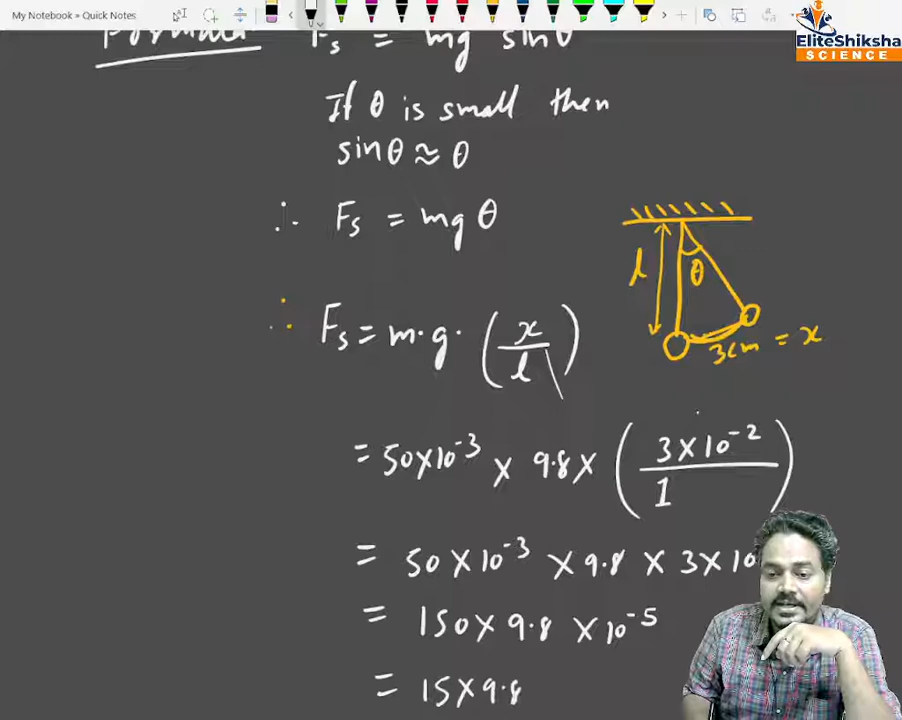 My Notebook » Quick Notes
EliteShiksha
SCIENCE
Formula Fs = mg sinθ
If θ is small then
sinθ ≈ θ
∴ Fs = mg θ
l θ
∴ Fs = m·g· (x/l)
3cm = x
= 50×10⁻³ × 9.8 × (3×10⁻²/1)
= 50×10⁻³ × 9.8 × 3×10
= 150×9.8 ×10⁻⁵
= 15×9.8